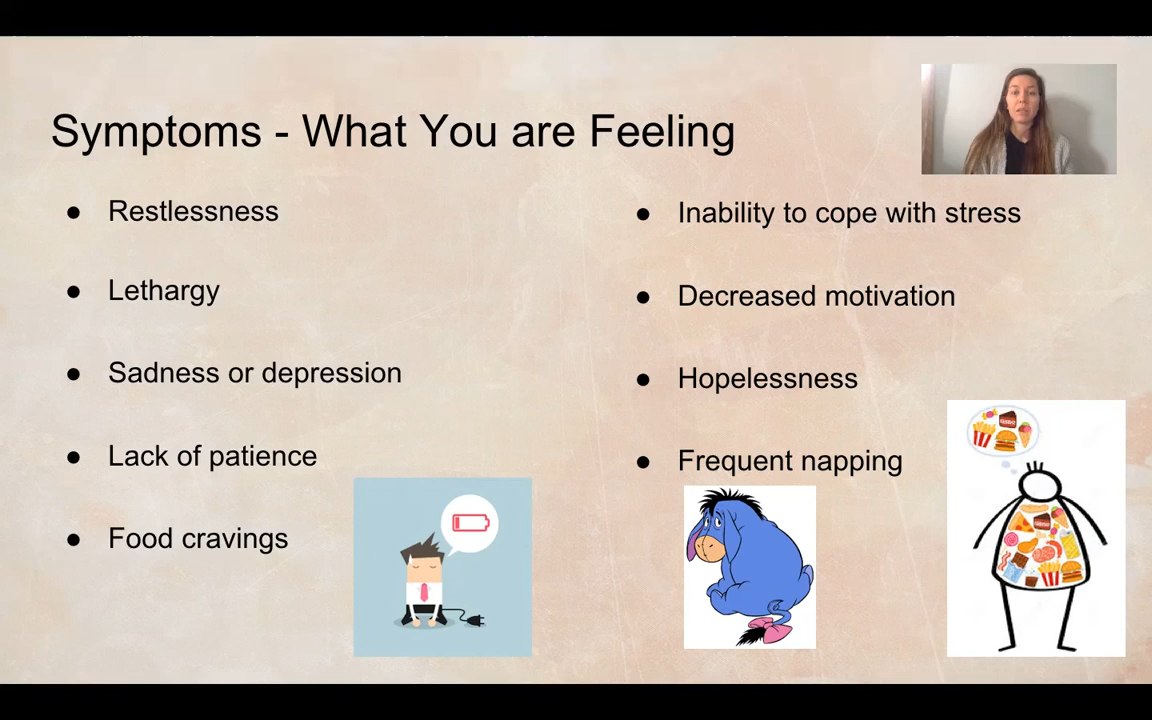 Symptoms - What You are Feeling
● Restlessness
● Lethargy
● Sadness or depression
● Lack of patience
● Food cravings
● Inability to cope with stress
● Decreased motivation
● Hopelessness
● Frequent napping